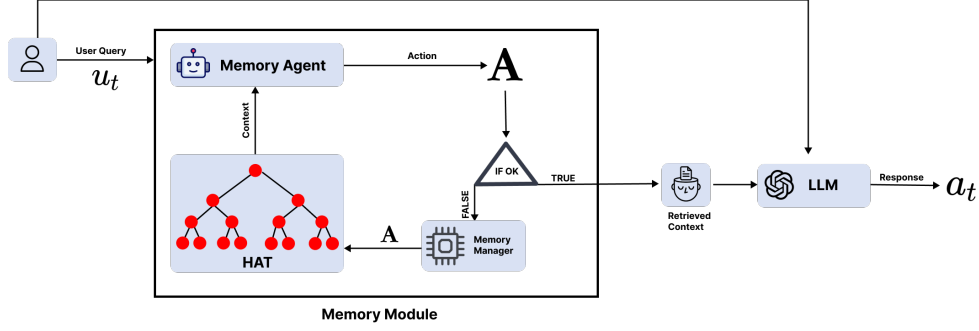 User Query
u_t
Memory Agent
Action
A
Context
IF OK
TRUE
FALSE
Retrieved
Context
LLM
Response
a_t
A
Memory
Manager
HAT
Memory Module